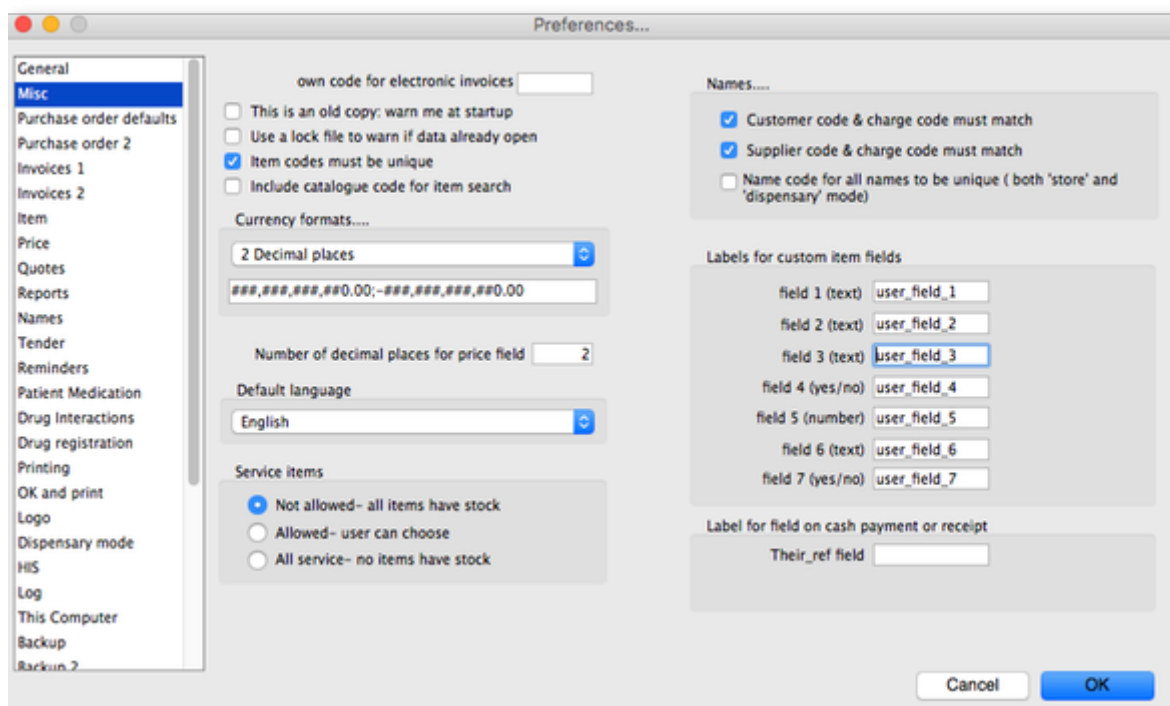 Preferences...
General
Misc
Purchase order defaults
Purchase order 2
Invoices 1
Invoices 2
Item
Price
Quotes
Reports
Names
Tender
Reminders
Patient Medication
Drug Interactions
Drug registration
Printing
OK and print
Logo
Dispensary mode
HIS
Log
This Computer
Backup
Backup 2
own code for electronic invoices
This is an old copy: warn me at startup
Use a lock file to warn if data already open
Item codes must be unique
Include catalogue code for item search
Currency formats....
2 Decimal places
###,###,###,##0.00;-###,###,###,##0.00
Number of decimal places for price field 2
Default language
English
Service items
Not allowed- all items have stock
Allowed- user can choose
All service- no items have stock
Names....
Customer code & charge code must match
Supplier code & charge code must match
Name code for all names to be unique ( both 'store' and
'dispensary' mode)
Labels for custom item fields
field 1 (text) user_field_1
field 2 (text) user_field_2
field 3 (text) user_field_3
field 4 (yes/no) user_field_4
field 5 (number) user_field_5
field 6 (text) user_field_6
field 7 (yes/no) user_field_7
Label for field on cash payment or receipt
Their_ref field
Cancel
OK